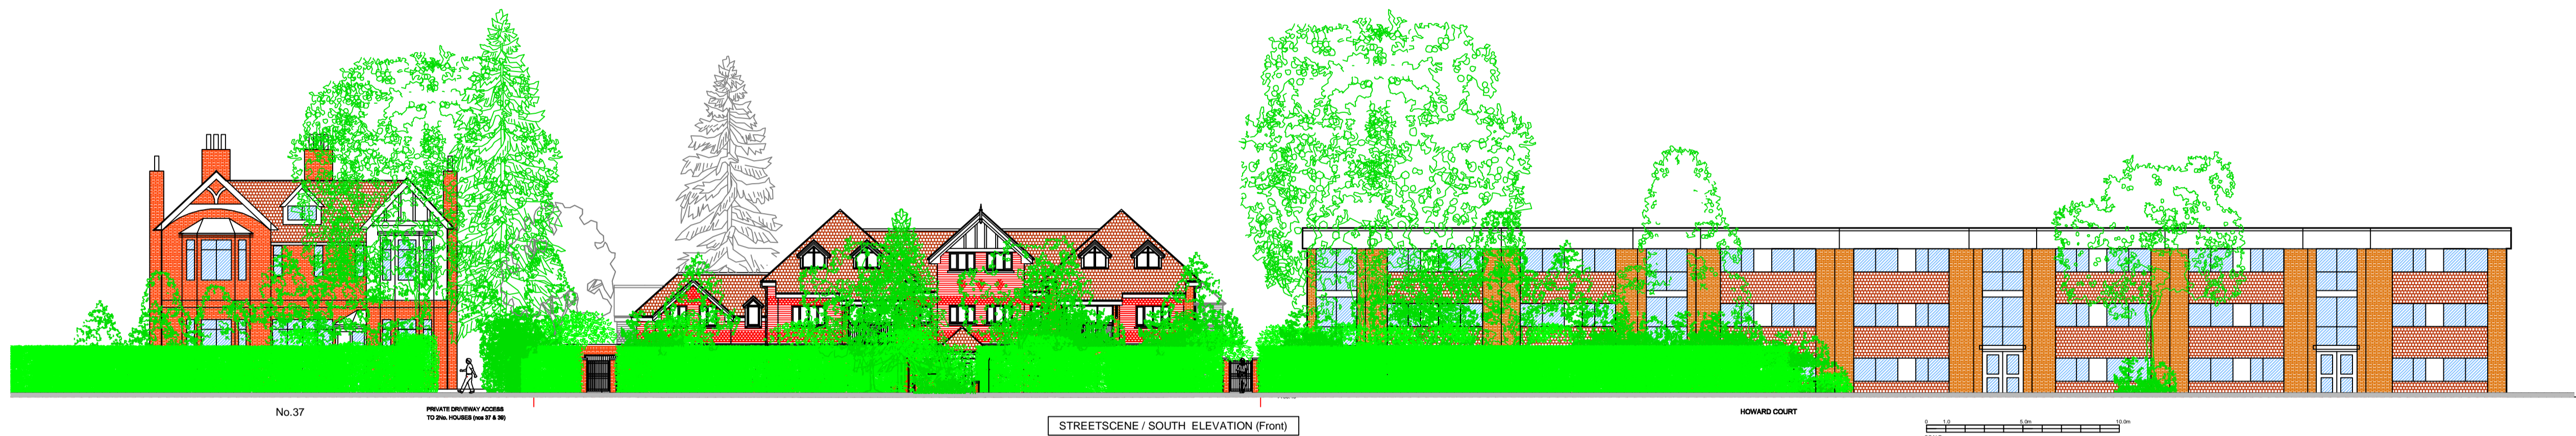 No.37
PRIVATE DRIVEWAY ACCESS
TO 2No. HOUSES (nos 37 & 39)
STREETSCENE / SOUTH ELEVATION (Front)
HOWARD COURT
0 1.0 5.0m 10.0m